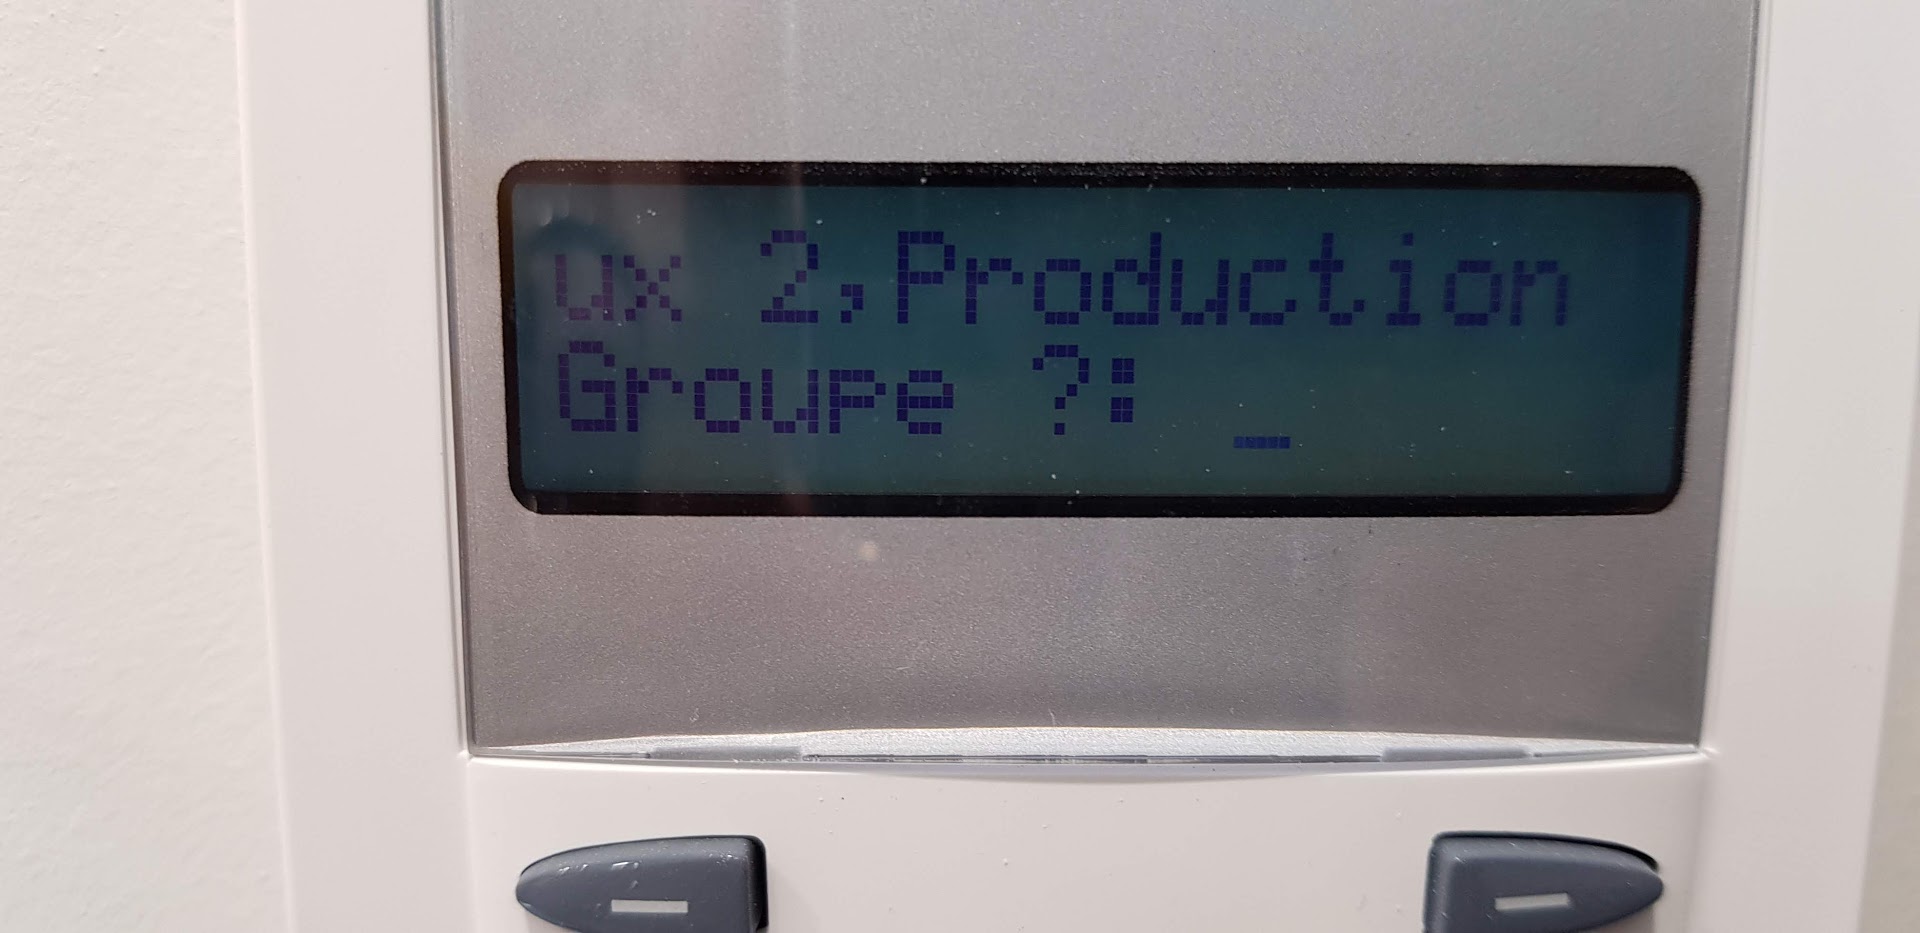 ux 2,Production
Groupe ?: _